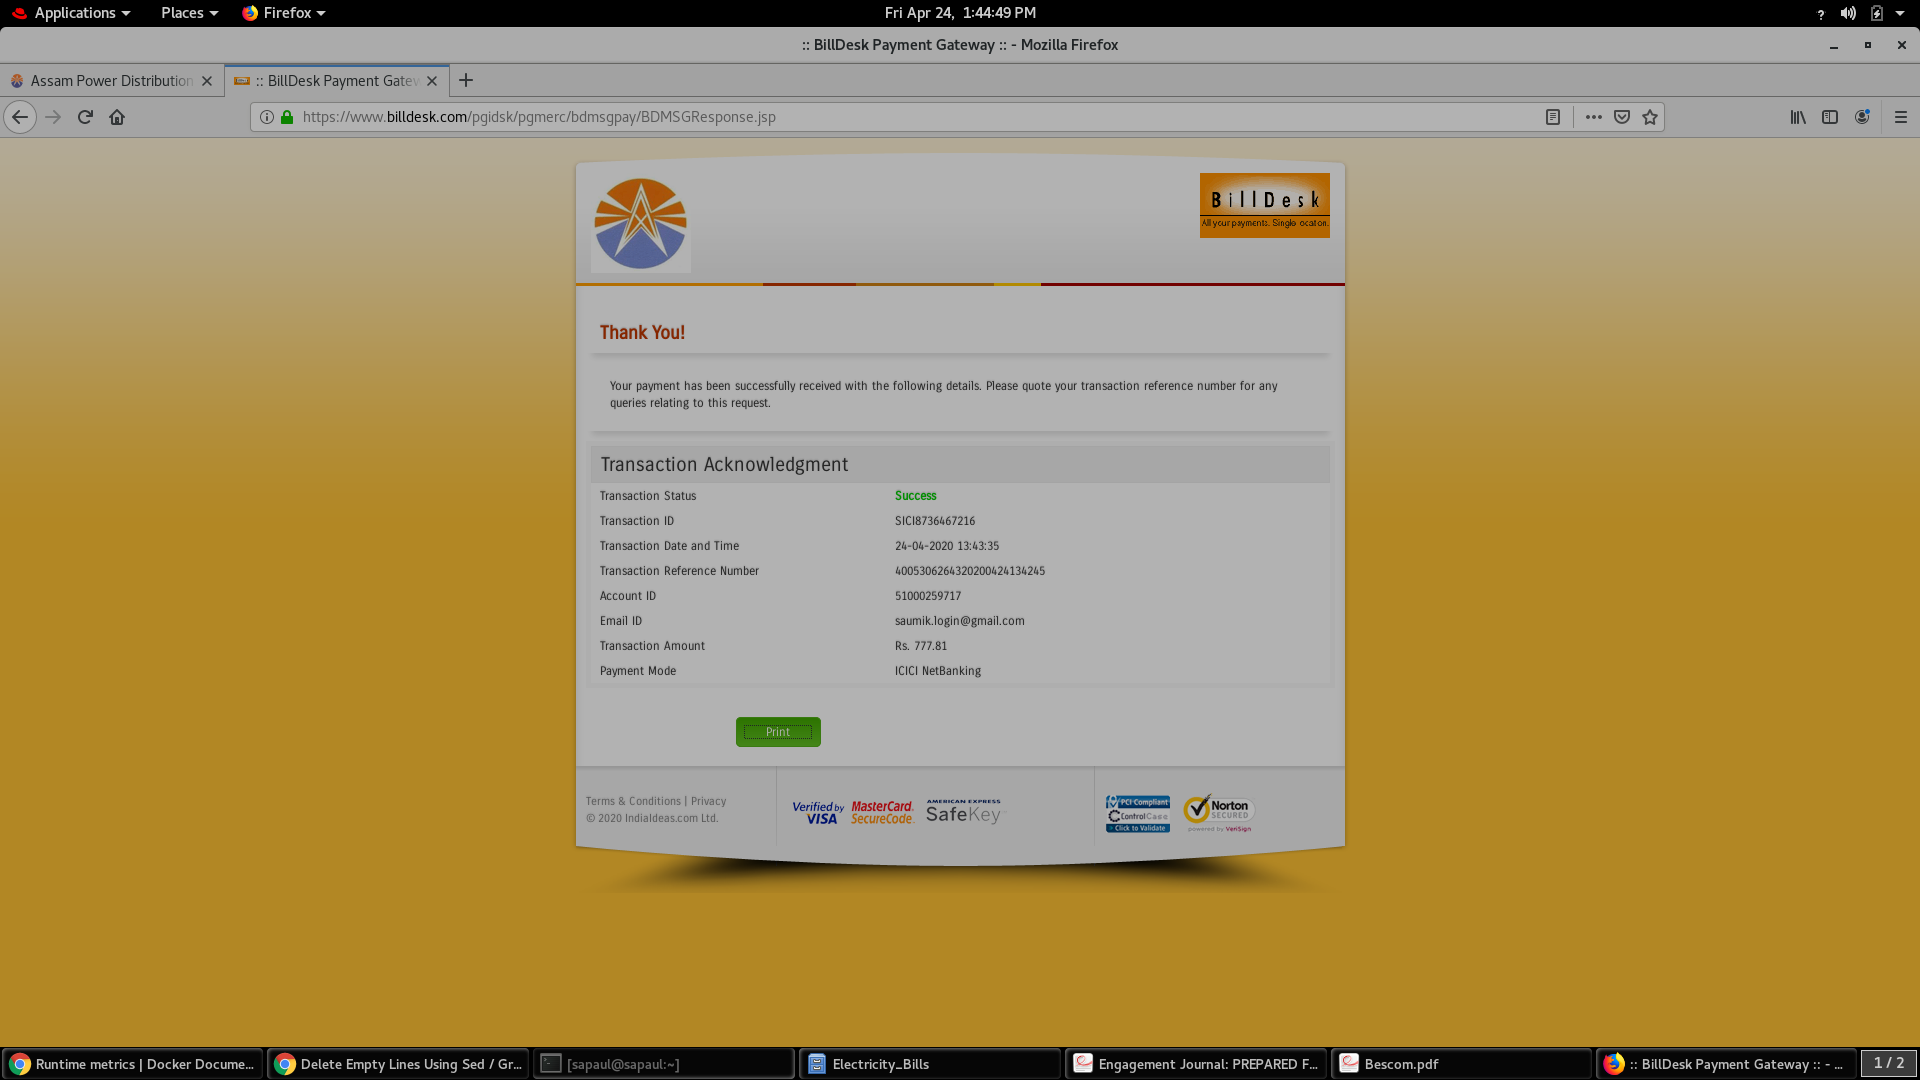 Applications Places Firefox Fri Apr 24, 1:44:49 PM ?
:: BillDesk Payment Gateway :: - Mozilla Firefox
Assam Power Distribution :: BillDesk Payment Gatew
https://www.billdesk.com/pgidsk/pgmerc/bdmsgpay/BDMSGResponse.jsp
BillDesk
All your payments. Single location.
Thank You!
Your payment has been successfully received with the following details. Please quote your transaction reference number for any
queries relating to this request.
Transaction Acknowledgment
Transaction Status Success
Transaction ID SICI8736467216
Transaction Date and Time 24-04-2020 13:43:35
Transaction Reference Number 4005306264320200424134245
Account ID 51000259717
Email ID saumik.login@gmail.com
Transaction Amount Rs. 777.81
Payment Mode ICICI NetBanking
Print
Terms & Conditions | Privacy
© 2020 IndiaIdeas.com Ltd.
Verified by VISA
MasterCard. SecureCode.
AMERICAN EXPRESS SafeKey
PCI Compliant
ControlCase
Click to Validate
Norton
SECURED
powered by VeriSign
Runtime metrics | Docker Docume... Delete Empty Lines Using Sed / Gr... [sapaul@sapaul:~] Electricity_Bills Engagement Journal: PREPARED F... Bescom.pdf :: BillDesk Payment Gateway :: - ... 1 / 2